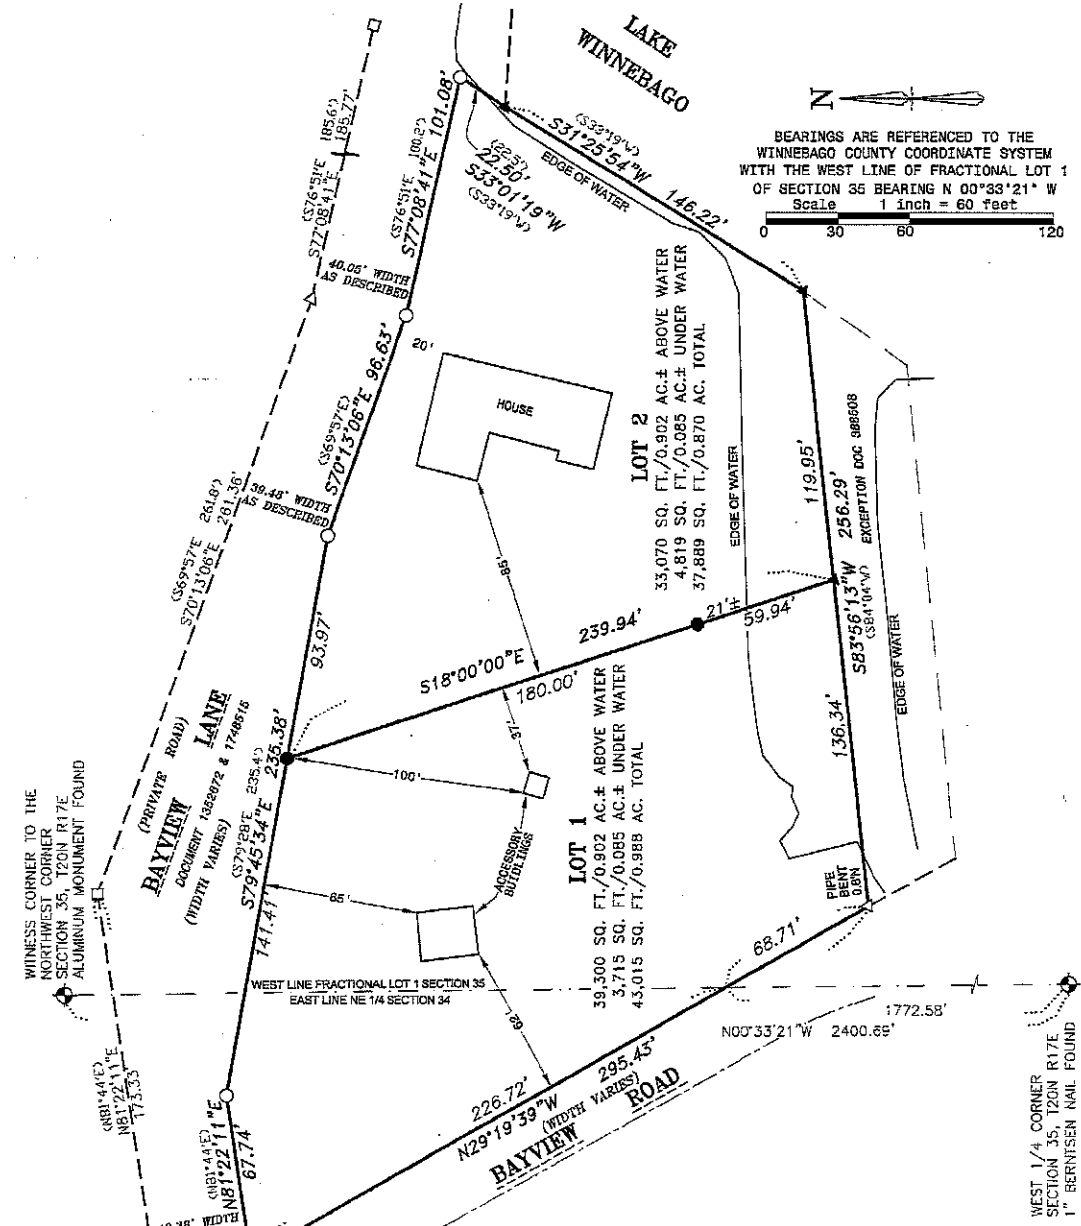 LAKE
WINNEBAGO
N
BEARINGS ARE REFERENCED TO THE
WINNEBAGO COUNTY COORDINATE SYSTEM
WITH THE WEST LINE OF FRACTIONAL LOT 1
OF SECTION 35 BEARING N 00°33'21" W
Scale 1 inch = 60 feet
0 30 60 120
(S76°51'E 185.6')
S77°08'41"E 185.77'
(S76°51'E 100.2')
S77°08'41"E 101.08'
(22.5')
22.50'
S33°01'19"W
(S33°19'W)
(S33°19'W)
S31°25'54"W
146.22'
EDGE OF WATER
40.05' WIDTH
AS DESCRIBED
20'
HOUSE
(S69°57'E)
S70°13'06"E 96.63'
39.48' WIDTH
AS DESCRIBED
(S69°57'E 261.8')
S70°13'06"E 261.36'
LOT 2
33,070 SQ. FT./0.902 AC.± ABOVE WATER
4,819 SQ. FT./0.085 AC.± UNDER WATER
37,889 SQ. FT./0.870 AC. TOTAL
EDGE OF WATER
119.95'
256.29'
EXCEPTION DOC 988608
S83°56'13"W
(S84°04'W)
EDGE OF WATER
136.34'
85'
93.97'
239.94'
21'±
59.94'
S18°00'00"E
180.00'
37'
100'
ACCESSORY
BUIDLINGS
BAYVIEW LANE
(PRIVATE ROAD)
DOCUMENT 1352672 & 1748516
(WIDTH VARIES)
(S79°28'E 235.4')
S79°45'34"E 235.38'
141.41'
65'
LOT 1
39,300 SQ. FT./0.902 AC.± ABOVE WATER
3,715 SQ. FT./0.085 AC.± UNDER WATER
43,015 SQ. FT./0.988 AC. TOTAL
PIPE
BENT
0.6'N
WITNESS CORNER TO THE
NORTHWEST CORNER
SECTION 35, T20N R17E
ALUMINUM MONUMENT FOUND
WEST LINE FRACTIONAL LOT 1 SECTION 35
EAST LINE NE 1/4 SECTION 34
62'
68.71'
1772.58'
N00°33'21"W 2400.69'
295.43'
226.72'
N29°19'39"W
(WIDTH VARIES)
BAYVIEW ROAD
(N81°44'E)
N81°22'11"E
173.33'
(N81°44'E)
N81°22'11"E
67.74'
WIDTH
WEST 1/4 CORNER
SECTION 35, T20N R17E
1" BERNTSEN NAIL FOUND